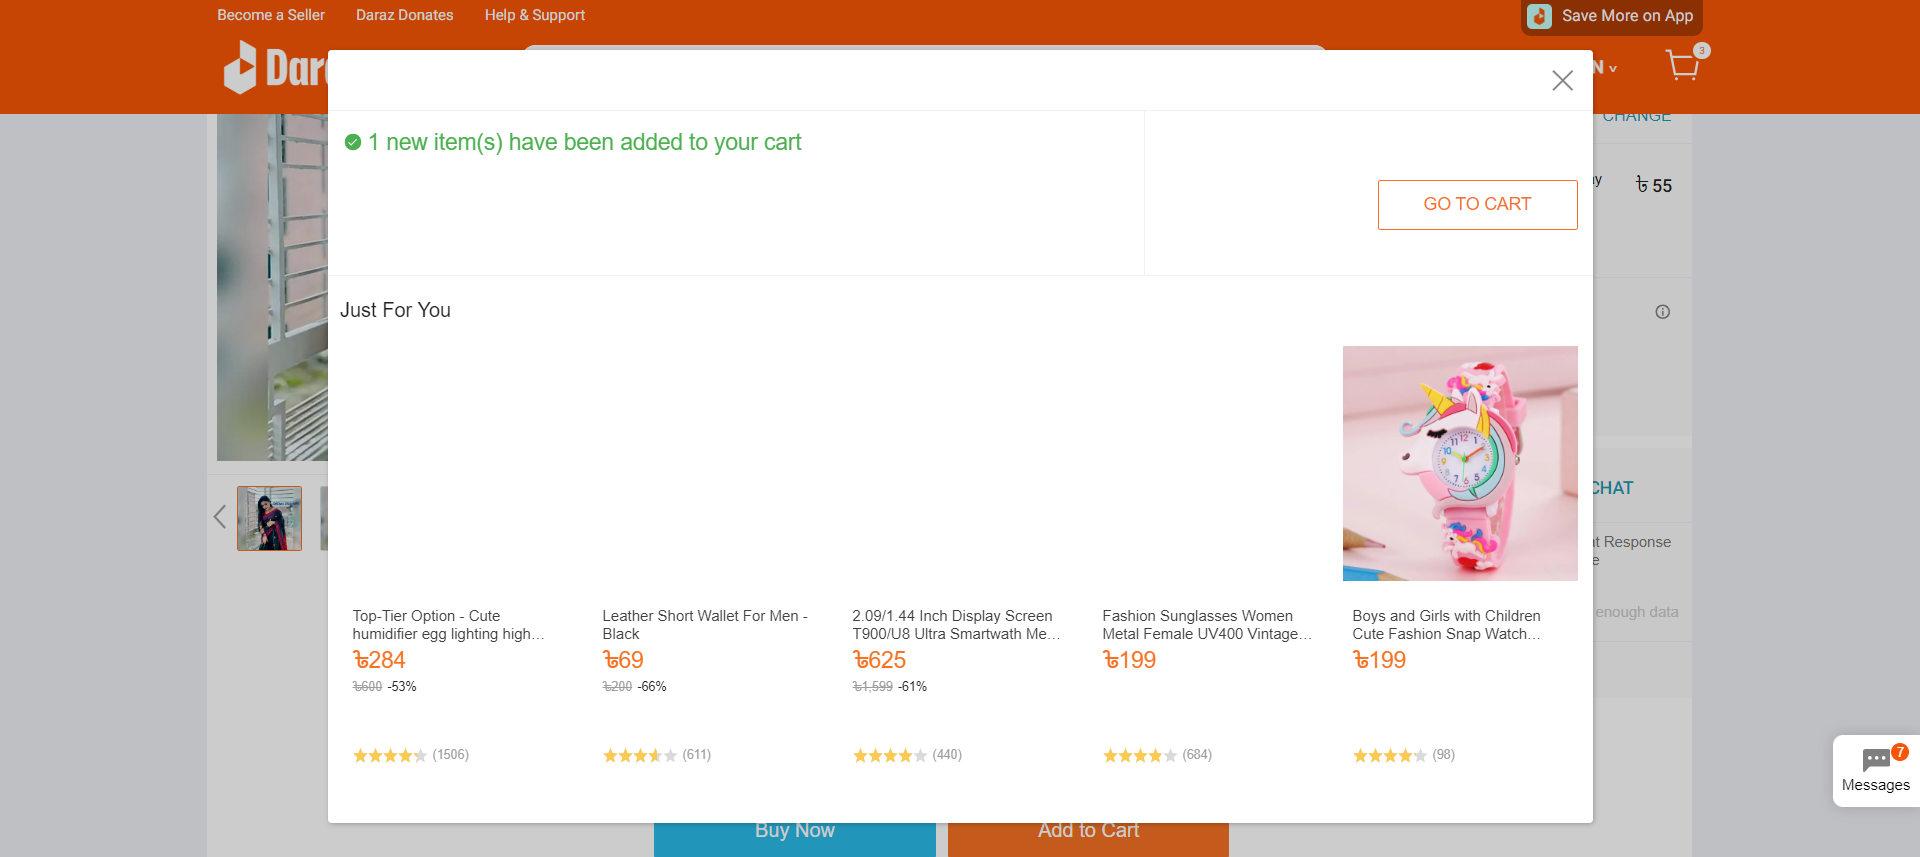 Become a Seller Daraz Donates Help & Support
Save More on App
3
CHANGE
1 new item(s) have been added to your cart
৳ 55
GO TO CART
Just For You
CHAT
Response
enough data
Top-Tier Option - Cute
humidifier egg lighting high...
৳284
৳600 -53%
(1506)
Leather Short Wallet For Men -
Black
৳69
৳200 -66%
(611)
2.09/1.44 Inch Display Screen
T900/U8 Ultra Smartwath Me...
৳625
৳1,599 -61%
(440)
Fashion Sunglasses Women
Metal Female UV400 Vintage...
৳199
(684)
Boys and Girls with Children
Cute Fashion Snap Watch...
৳199
(98)
7
Messages
Buy Now Add to Cart